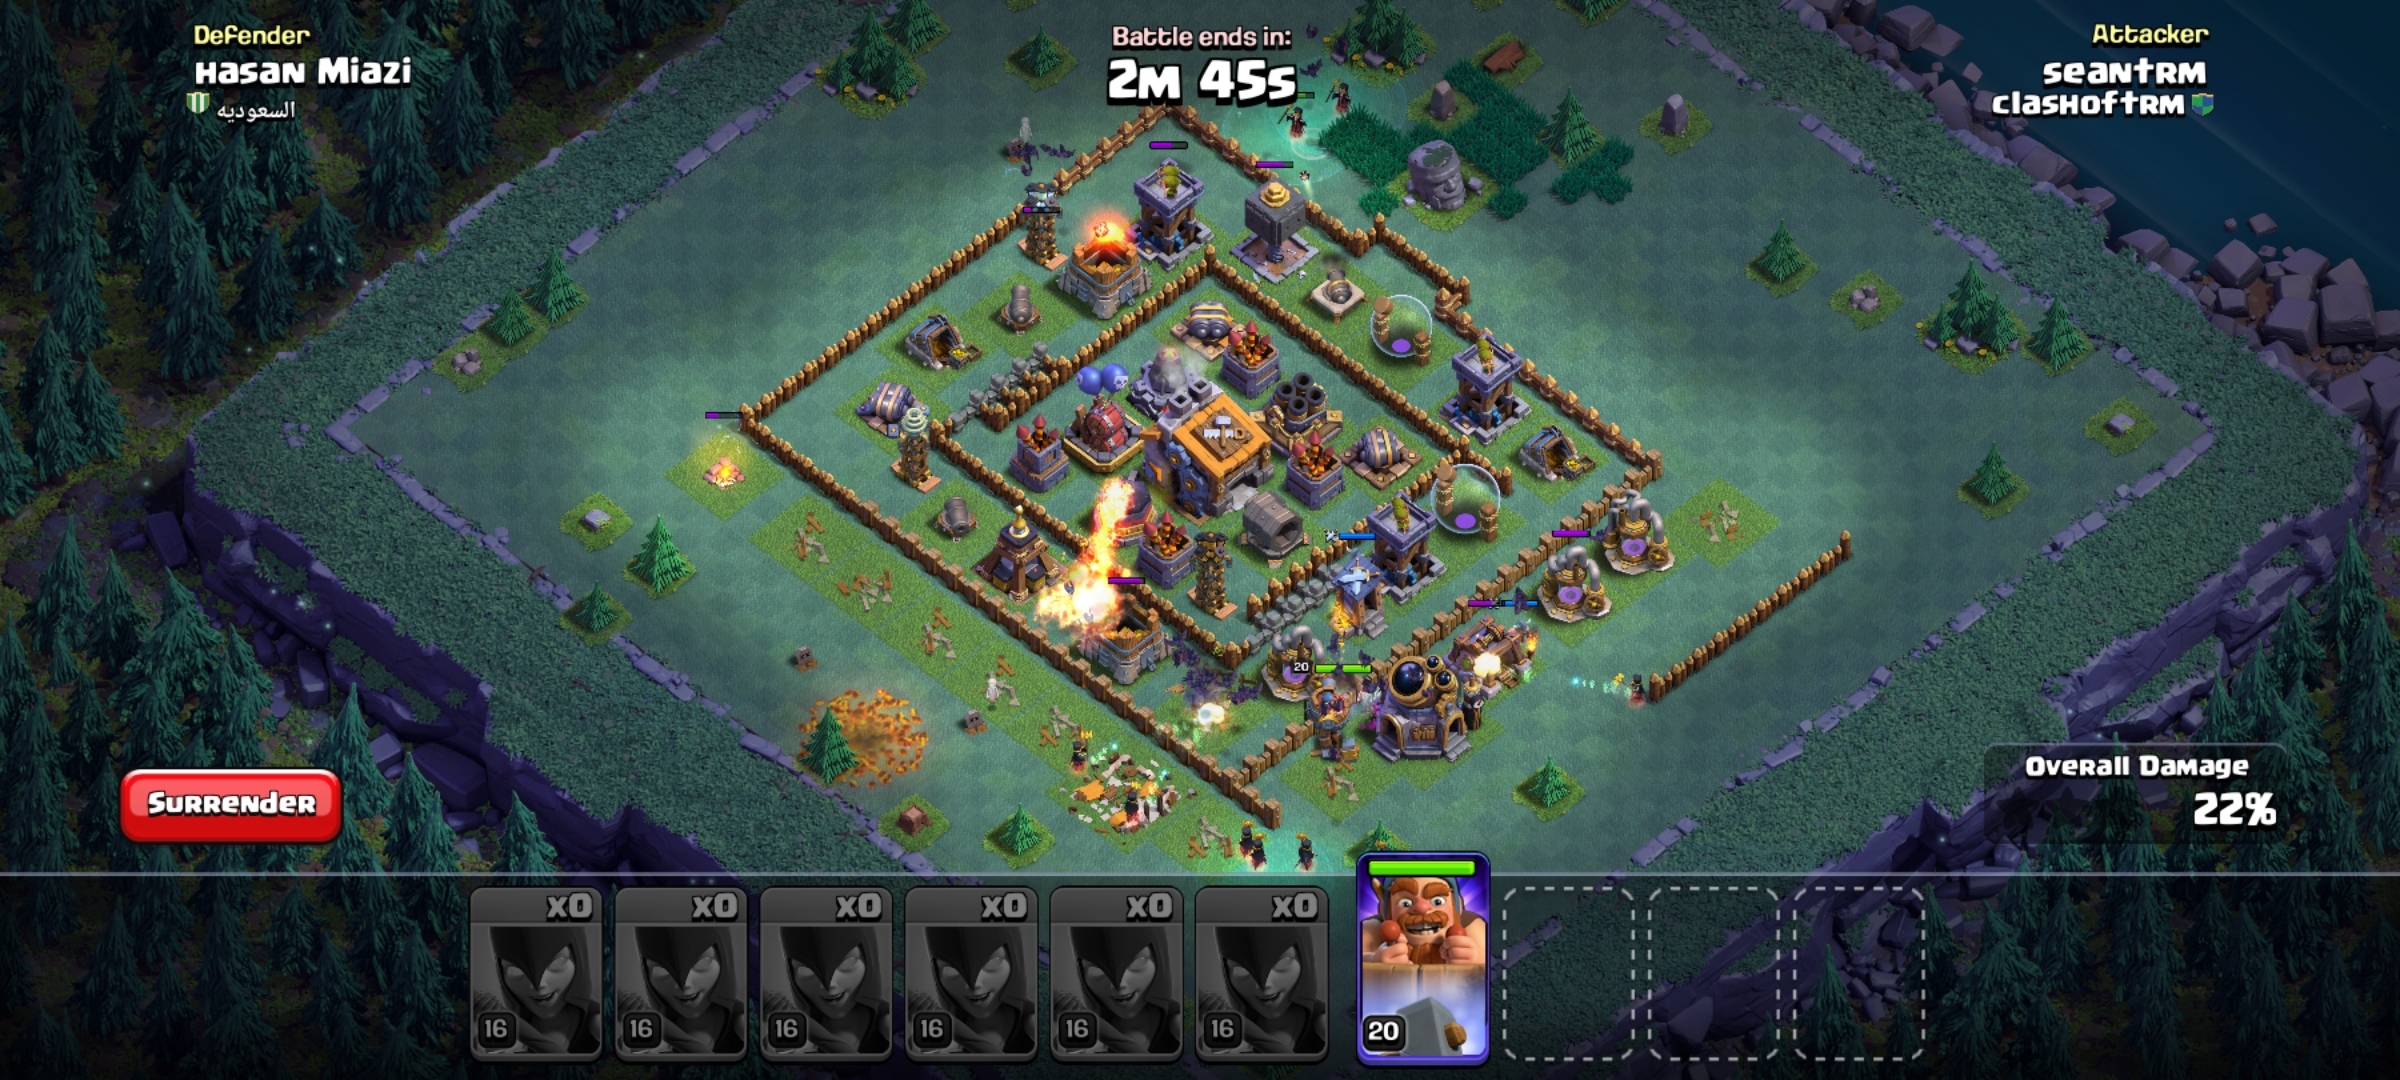 Defender
Hasan Miazi
السعوديه
Battle ends in:
2M 45s
Attacker
seantRM
clashoftRM
20
Surrender
Overall Damage
22%
x0
x0
x0
x0
x0
x0
16
16
16
16
16
16
20